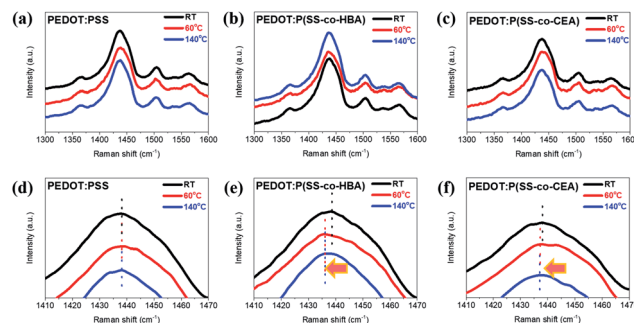 (a) PEDOT:PSS
RT
60°C
140°C
Intensity (a.u.)
1300 1350 1400 1450 1500 1550 1600
Raman shift (cm⁻¹)
(b) PEDOT:P(SS-co-HBA)
RT
60°C
140°C
Intensity (a.u.)
1300 1350 1400 1450 1500 1550 1600
Raman shift (cm⁻¹)
(c) PEDOT:P(SS-co-CEA)
RT
60°C
140°C
Intensity (a.u.)
1300 1350 1400 1450 1500 1550 1600
Raman shift (cm⁻¹)
(d) PEDOT:PSS
RT
60°C
140°C
Intensity (a.u.)
1410 1420 1430 1440 1450 1460 1470
Raman shift (cm⁻¹)
(e) PEDOT:P(SS-co-HBA)
RT
60°C
140°C
Intensity (a.u.)
1410 1420 1430 1440 1450 1460 1470
Raman shift (cm⁻¹)
(f) PEDOT:P(SS-co-CEA)
RT
60°C
140°C
Intensity (a.u.)
1410 1420 1430 1440 1450 1460 1470
Raman shift (cm⁻¹)